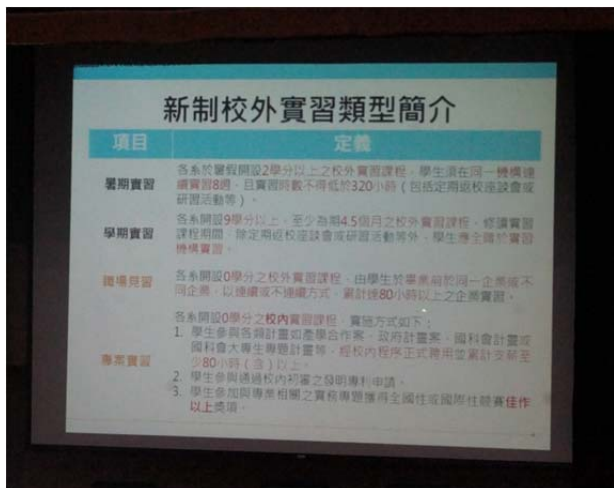 新制校外實習類型簡介
項目 定義
暑期實習
各系於暑假開設2學分以上之校外實習課程，學生須在同一機構連
續實習8週，且實習時數不得低於320小時（包括定期返校座談會或
研習活動等）。
學期實習
各系開設9學分以上，至少為期4.5個月之校外實習課程，修讀實習
課程期間，除定期返校座談會或研習活動等外，學生應全職於實習
機構實習。
職場見習
各系開設0學分之校外實習課程，由學生於畢業前於同一企業或不
同企業，以連續或不連續方式，累計達80小時以上之企業實習。
專案實習
各系開設0學分之校內實習課程，實施方式如下：
1. 學生參與各類計畫如產學合作案、政府計畫案、國科會計畫或
國科會大專生專題計畫等，經校內程序正式聘用並累計支薪至
少80小時（含）以上。
2. 學生參與通過校內初審之發明專利申請。
3. 學生參加與專業相關之實務專題獲得全國性或國際性競賽佳作
以上獎項。